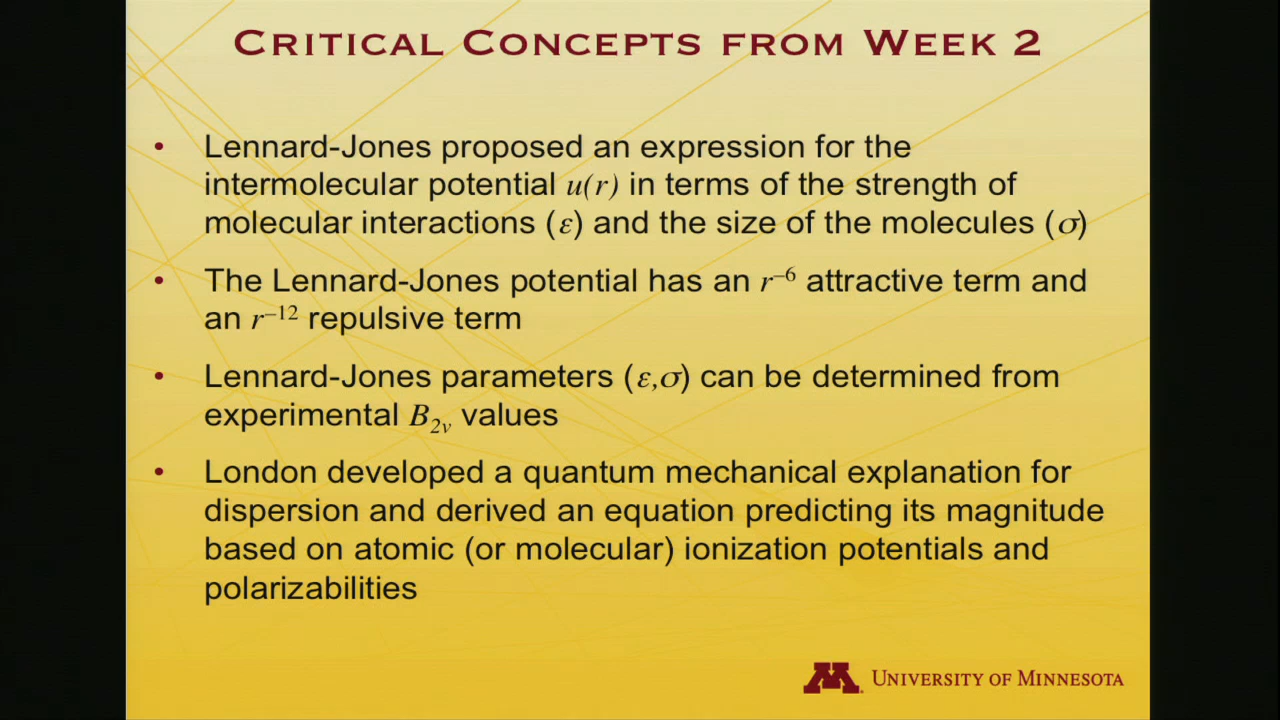 CRITICAL CONCEPTS FROM WEEK 2
• Lennard-Jones proposed an expression for the
intermolecular potential u(r) in terms of the strength of
molecular interactions (ε) and the size of the molecules (σ)
• The Lennard-Jones potential has an r⁻⁶ attractive term and
an r⁻¹² repulsive term
• Lennard-Jones parameters (ε,σ) can be determined from
experimental B₂ᵥ values
• London developed a quantum mechanical explanation for
dispersion and derived an equation predicting its magnitude
based on atomic (or molecular) ionization potentials and
polarizabilities
M UNIVERSITY OF MINNESOTA